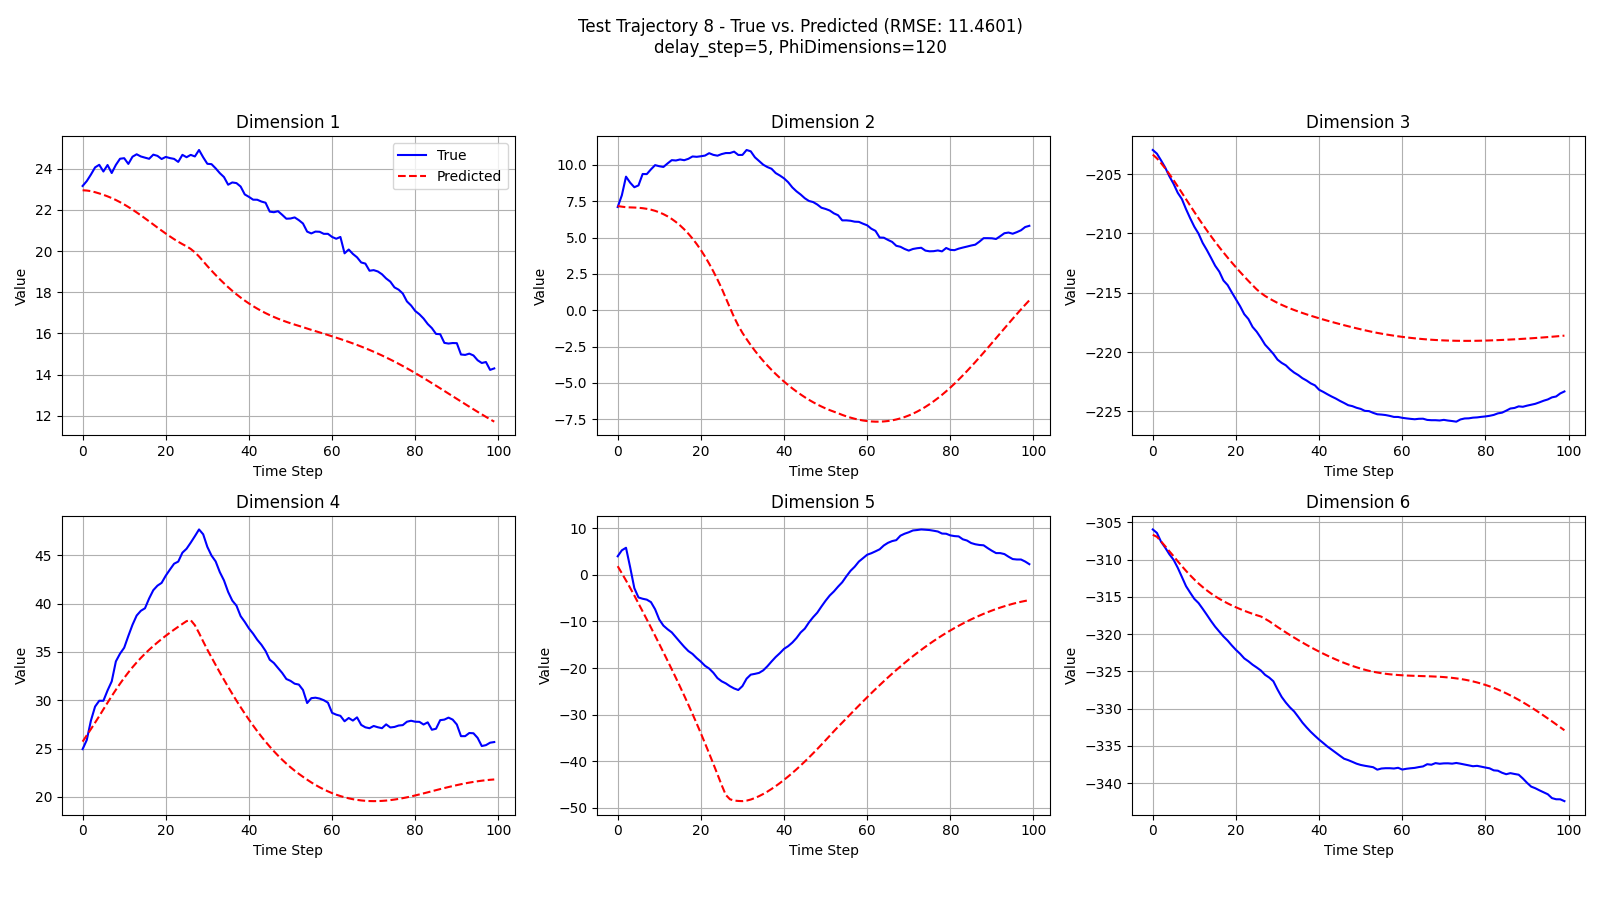 Test Trajectory 8 - True vs. Predicted (RMSE: 11.4601)
delay_step=5, PhiDimensions=120
Dimension 1
Value
24
22
20
18
16
14
12
0 20 40 60 80 100
Time Step
True
Predicted
Dimension 2
Value
10.0
7.5
5.0
2.5
0.0
−2.5
−5.0
−7.5
0 20 40 60 80 100
Time Step
Dimension 3
Value
−205
−210
−215
−220
−225
0 20 40 60 80 100
Time Step
Dimension 4
Value
45
40
35
30
25
20
0 20 40 60 80 100
Time Step
Dimension 5
Value
10
0
−10
−20
−30
−40
−50
0 20 40 60 80 100
Time Step
Dimension 6
Value
−305
−310
−315
−320
−325
−330
−335
−340
0 20 40 60 80 100
Time Step